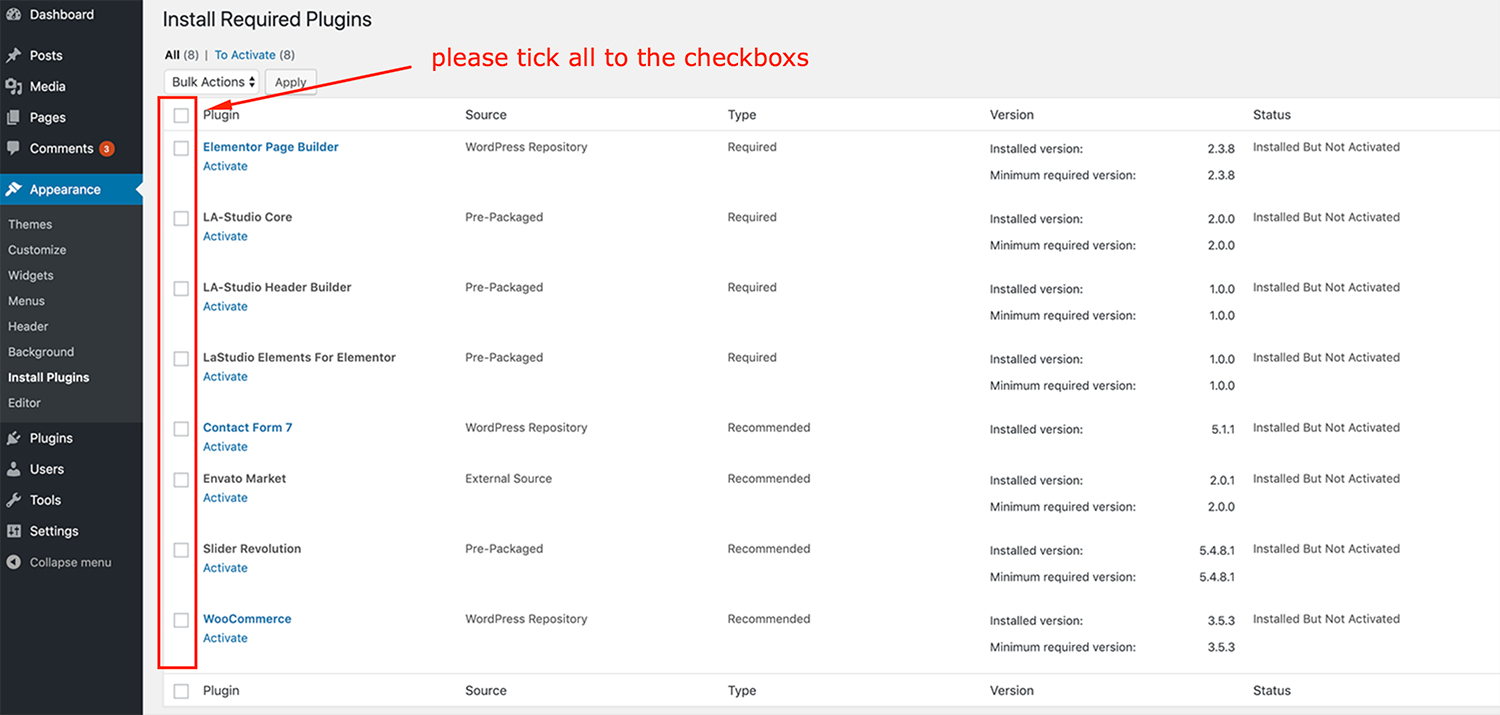 Dashboard
Posts
Media
Pages
Comments 3
Appearance
Themes
Customize
Widgets
Menus
Header
Background
Install Plugins
Editor
Plugins
Users
Tools
Settings
Collapse menu
Install Required Plugins
All (8) | To Activate (8)
please tick all to the checkboxs
Bulk Actions Apply
Plugin Source Type Version Status
Elementor Page Builder WordPress Repository Required Installed version: 2.3.8 Installed But Not Activated
Activate Minimum required version: 2.3.8
LA-Studio Core Pre-Packaged Required Installed version: 2.0.0 Installed But Not Activated
Activate Minimum required version: 2.0.0
LA-Studio Header Builder Pre-Packaged Required Installed version: 1.0.0 Installed But Not Activated
Activate Minimum required version: 1.0.0
LaStudio Elements For Elementor Pre-Packaged Required Installed version: 1.0.0 Installed But Not Activated
Activate Minimum required version: 1.0.0
Contact Form 7 WordPress Repository Recommended Installed version: 5.1.1 Installed But Not Activated
Activate
Envato Market External Source Recommended Installed version: 2.0.1 Installed But Not Activated
Activate Minimum required version: 2.0.0
Slider Revolution Pre-Packaged Recommended Installed version: 5.4.8.1 Installed But Not Activated
Activate Minimum required version: 5.4.8.1
WooCommerce WordPress Repository Recommended Installed version: 3.5.3 Installed But Not Activated
Activate Minimum required version: 3.5.3
Plugin Source Type Version Status